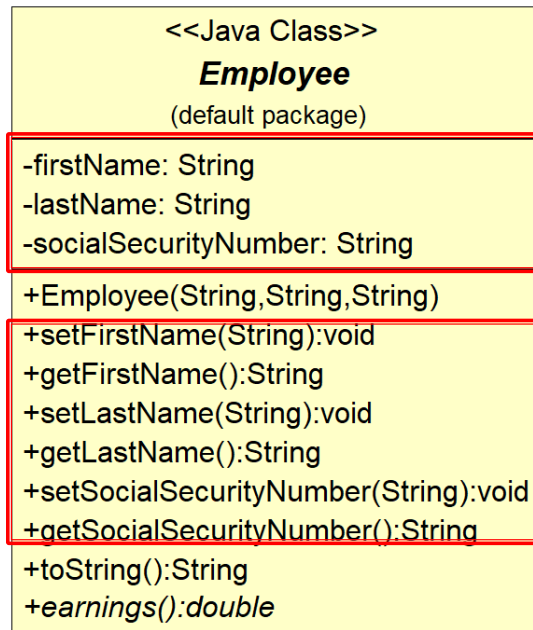 <<Java Class>>
Employee
(default package)
-firstName: String
-lastName: String
-socialSecurityNumber: String
+Employee(String,String,String)
+setFirstName(String):void
+getFirstName():String
+setLastName(String):void
+getLastName():String
+setSocialSecurityNumber(String):void
+getSocialSecurityNumber():String
+toString():String
+earnings():double